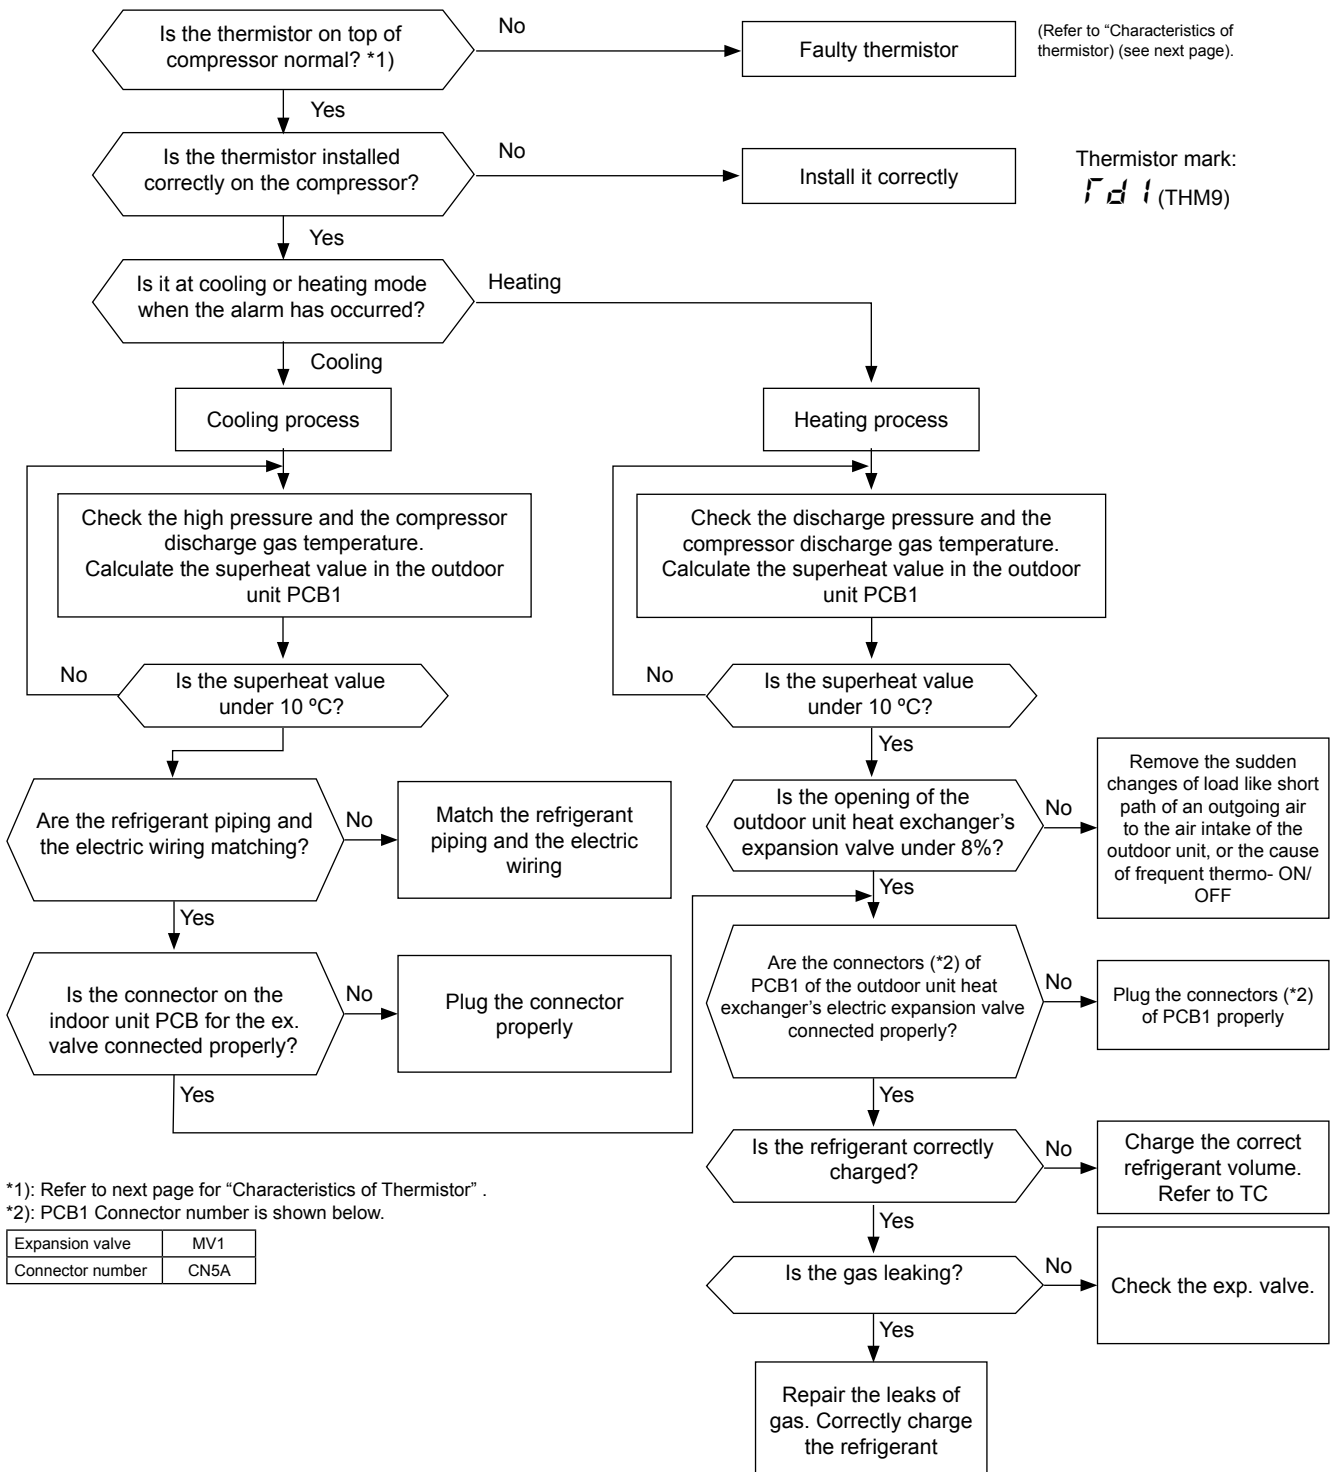 Is the thermistor on top of
compressor normal? *1)
No
Faulty thermistor
(Refer to “Characteristics of
thermistor) (see next page).
Yes
Is the thermistor installed
correctly on the compressor?
No
Install it correctly
Thermistor mark:
Td1 (THM9)
Yes
Is it at cooling or heating mode
when the alarm has occurred?
Heating
Cooling
Cooling process
Heating process
Check the high pressure and the compressor
discharge gas temperature.
Calculate the superheat value in the outdoor
unit PCB1
Check the discharge pressure and the
compressor discharge gas temperature.
Calculate the superheat value in the outdoor
unit PCB1
No
Is the superheat value
under 10 ºC?
No
Is the superheat value
under 10 ºC?
Yes
Are the refrigerant piping and
the electric wiring matching?
No
Match the refrigerant
piping and the electric
wiring
Is the opening of the
outdoor unit heat exchanger’s
expansion valve under 8%?
No
Remove the sudden
changes of load like short
path of an outgoing air
to the air intake of the
outdoor unit, or the cause
of frequent thermo- ON/
OFF
Yes
Yes
Is the connector on the
indoor unit PCB for the ex.
valve connected properly?
No
Plug the connector
properly
Are the connectors (*2) of
PCB1 of the outdoor unit heat
exchanger’s electric expansion valve
connected properly?
No
Plug the connectors (*2)
of PCB1 properly
Yes
Yes
Is the refrigerant correctly
charged?
No
Charge the correct
refrigerant volume.
Refer to TC
*1): Refer to next page for “Characteristics of Thermistor” .
*2): PCB1 Connector number is shown below.
Expansion valve MV1
Connector number CN5A
Yes
Is the gas leaking?
No
Check the exp. valve.
Yes
Repair the leaks of
gas. Correctly charge
the refrigerant